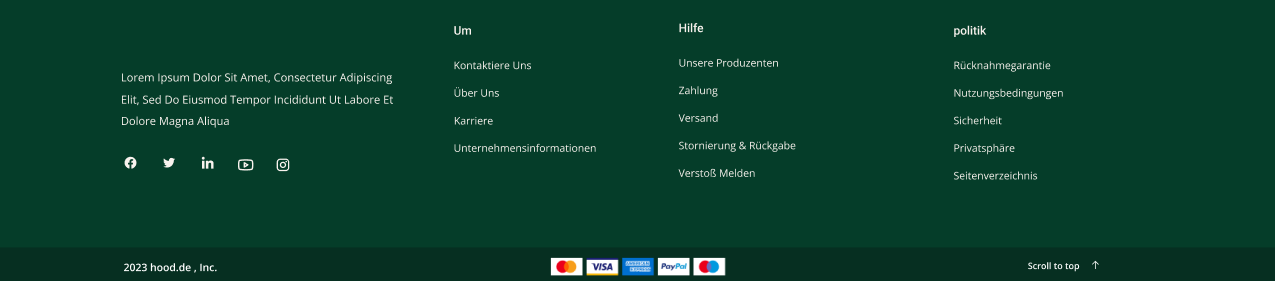 Lorem Ipsum Dolor Sit Amet, Consectetur Adipiscing
Elit, Sed Do Eiusmod Tempor Incididunt Ut Labore Et
Dolore Magna Aliqua
Um
Kontaktiere Uns
Über Uns
Karriere
Unternehmensinformationen
Hilfe
Unsere Produzenten
Zahlung
Versand
Stornierung & Rückgabe
Verstoß Melden
politik
Rücknahmegarantie
Nutzungsbedingungen
Sicherheit
Privatsphäre
Seitenverzeichnis
2023 hood.de , Inc.
VISA
AMERICAN
EXPRESS
PayPal
Scroll to top